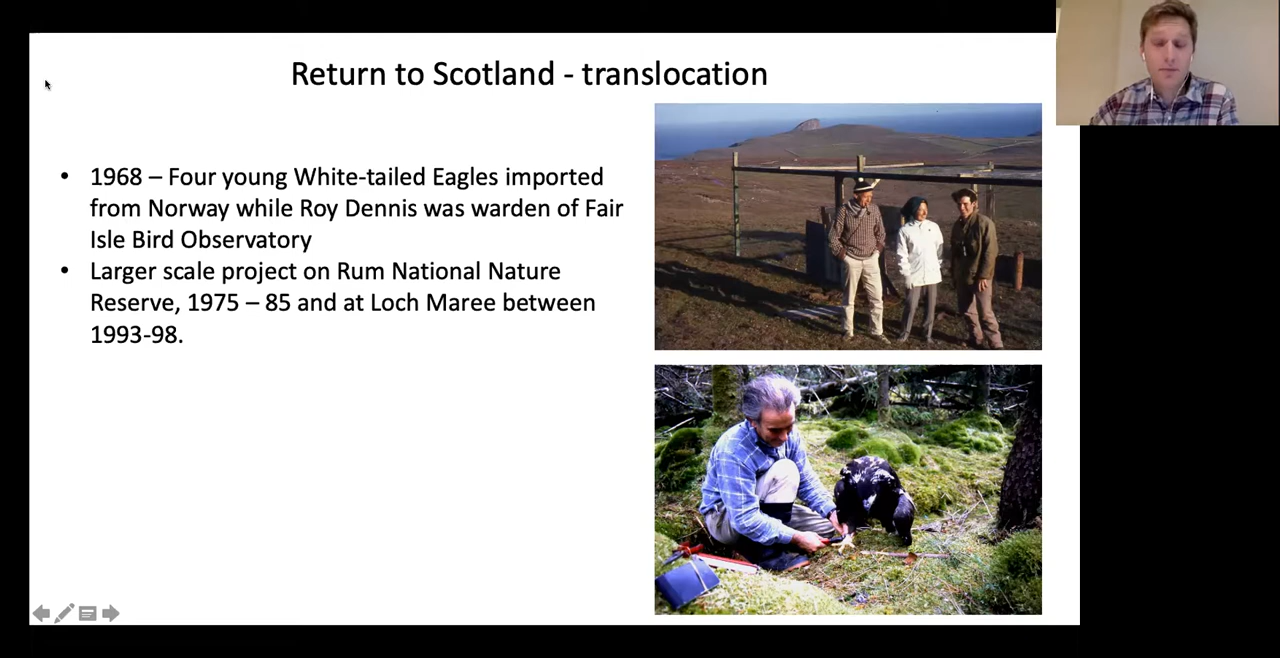 Return to Scotland - translocation
• 1968 – Four young White-tailed Eagles imported
from Norway while Roy Dennis was warden of Fair
Isle Bird Observatory
• Larger scale project on Rum National Nature
Reserve, 1975 – 85 and at Loch Maree between
1993-98.